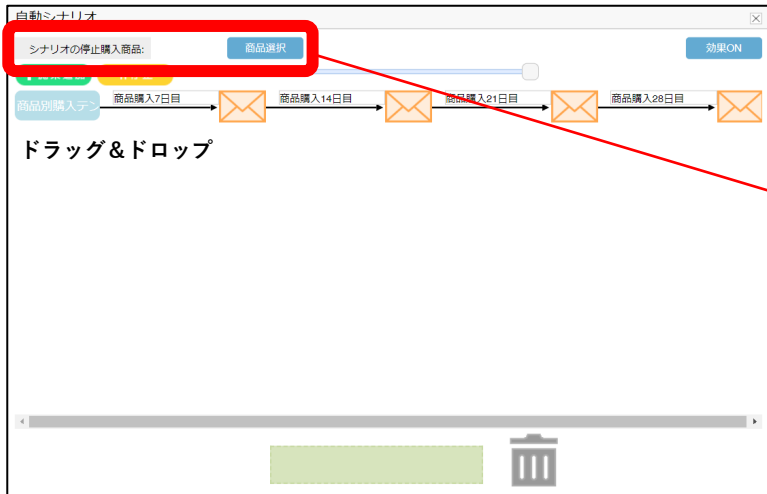 自動シナリオ
シナリオの停止購入商品:
商品選択
効果ON
商品別購入テン
商品購入7日目
商品購入14日目
商品購入21日目
商品購入28日目
ドラッグ＆ドロップ